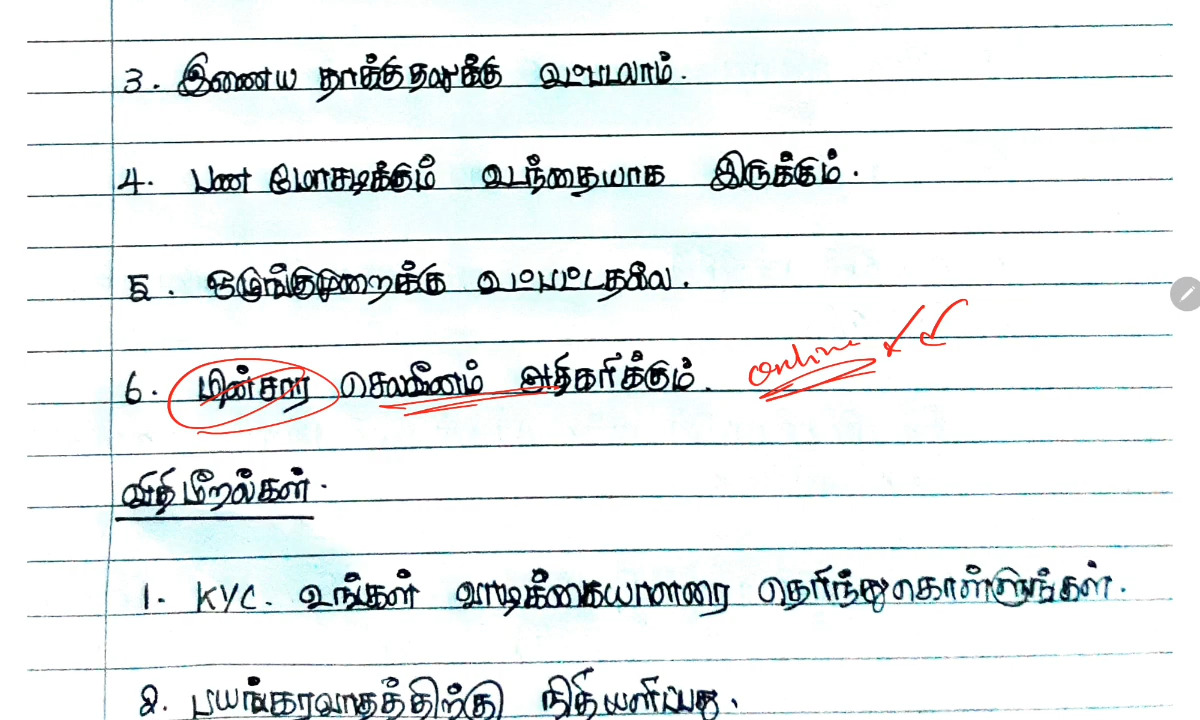 3. இணைய தாக்குதலுக்கு உட்படலாம்.
4. பண மோசடிக்கும் உடந்தையாக இருக்கும்.
5. ஒழுங்குமுறைக்கு உட்பட்டதல்ல.
6. மின்சார செலவீனம் அதிகரிக்கும். online
விதிமீறல்கள்.
1. KYC. உங்கள் வாடிக்கையாளரை தெரிந்துகொள்ளுங்கள்.
2. பயங்கரவாதத்திற்கு நிதியளிப்பது.